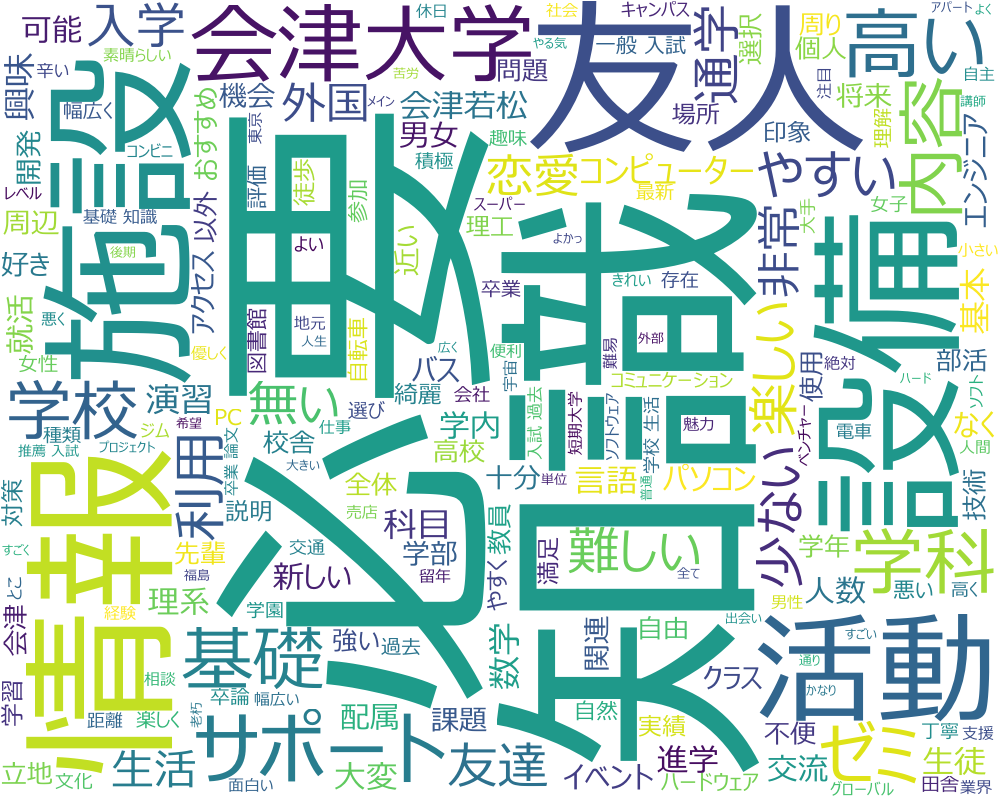 可能
入学
会津大学
休日
やる気
苦労
メイン
社会
キャンパス
一般 入試
問題
友人
通学
選択
周り
個人
高い
アパート
よく
自主
素晴らしい
辛い
興味
幅広く
施設
機会
外国
会津若松
場所
印象
注目
将来
理解
講師
内容
開発
コンビニ
おすすめ
東京
男女
積極
趣味
恋愛
コンピューター
やすい
エンジニア
レベル
基礎 知識
以外
評価
徒歩
参加
必要
スーパー
理工
最新
非常
大手
女子
周辺
アクセス
よい
近い
知識
よかっ
設備
小さい
基本
好き
後期
卒業
きれい
存在
就活
悪く
女性
優しく
図書館
地元
人生
自転車
広く
バス
便利
宇宙
難易
外部
楽しい
使用
絶対
部活
ハード
ソフト
学校
演習
無い
綺麗
会社
コミュニケーション
種類
ジム
希望
PC
選び
仕事
学内
入試 過去
短期大学
ソフトウェア
学校 生活
魅力
ベンチャー
電車
なく
人間
推薦 入試
プロジェクト
卒業 論文
校舎
大きい
高校
単位
情報
利用
対策
説明
売店
全体
科目
十分
言語
普通
パソコン
少ない
技術
すごく
先輩
交通
学部
教員
やすく
満足
矢口
難しい
全て
学年
学科
とこ
福島
新しい
留年
会津
経験
理系
学園
男性
人数
悪い
高く
基礎
強い
過去
数学
関連
自由
出会い
すごい
活動
学習
相談
卒論
幅広い
自然
クラス
通り
かなり
距離
楽しく
老朽
サポート
配属
課題
実績
不便
ゼミ
丁寧
支援
立地
文化
生活
面白い
大変
友達
イベント
進学
ハードウェア
交流
グローバル
生徒
田舎
業界